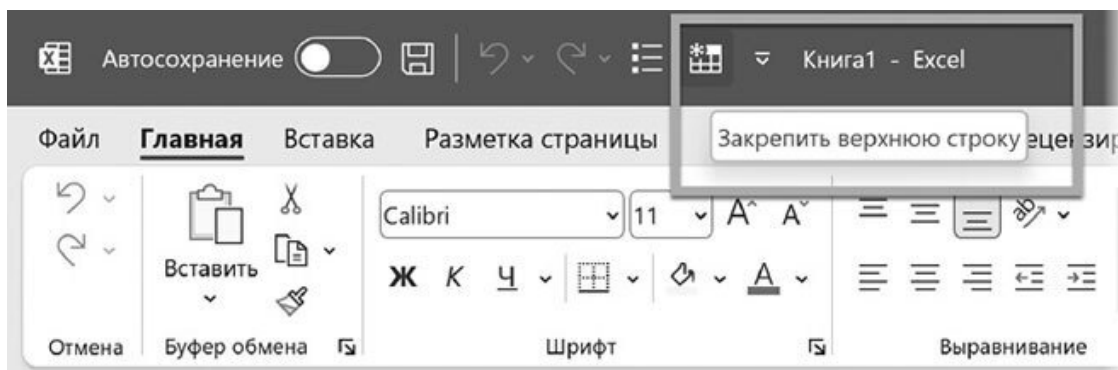 Автосохранение Книга1 - Excel
Файл Главная Вставка Разметка страницы Закрепить верхнюю строку
Calibri 11
Вставить
Ж К Ч А
Отмена Буфер обмена Шрифт Выравнивание